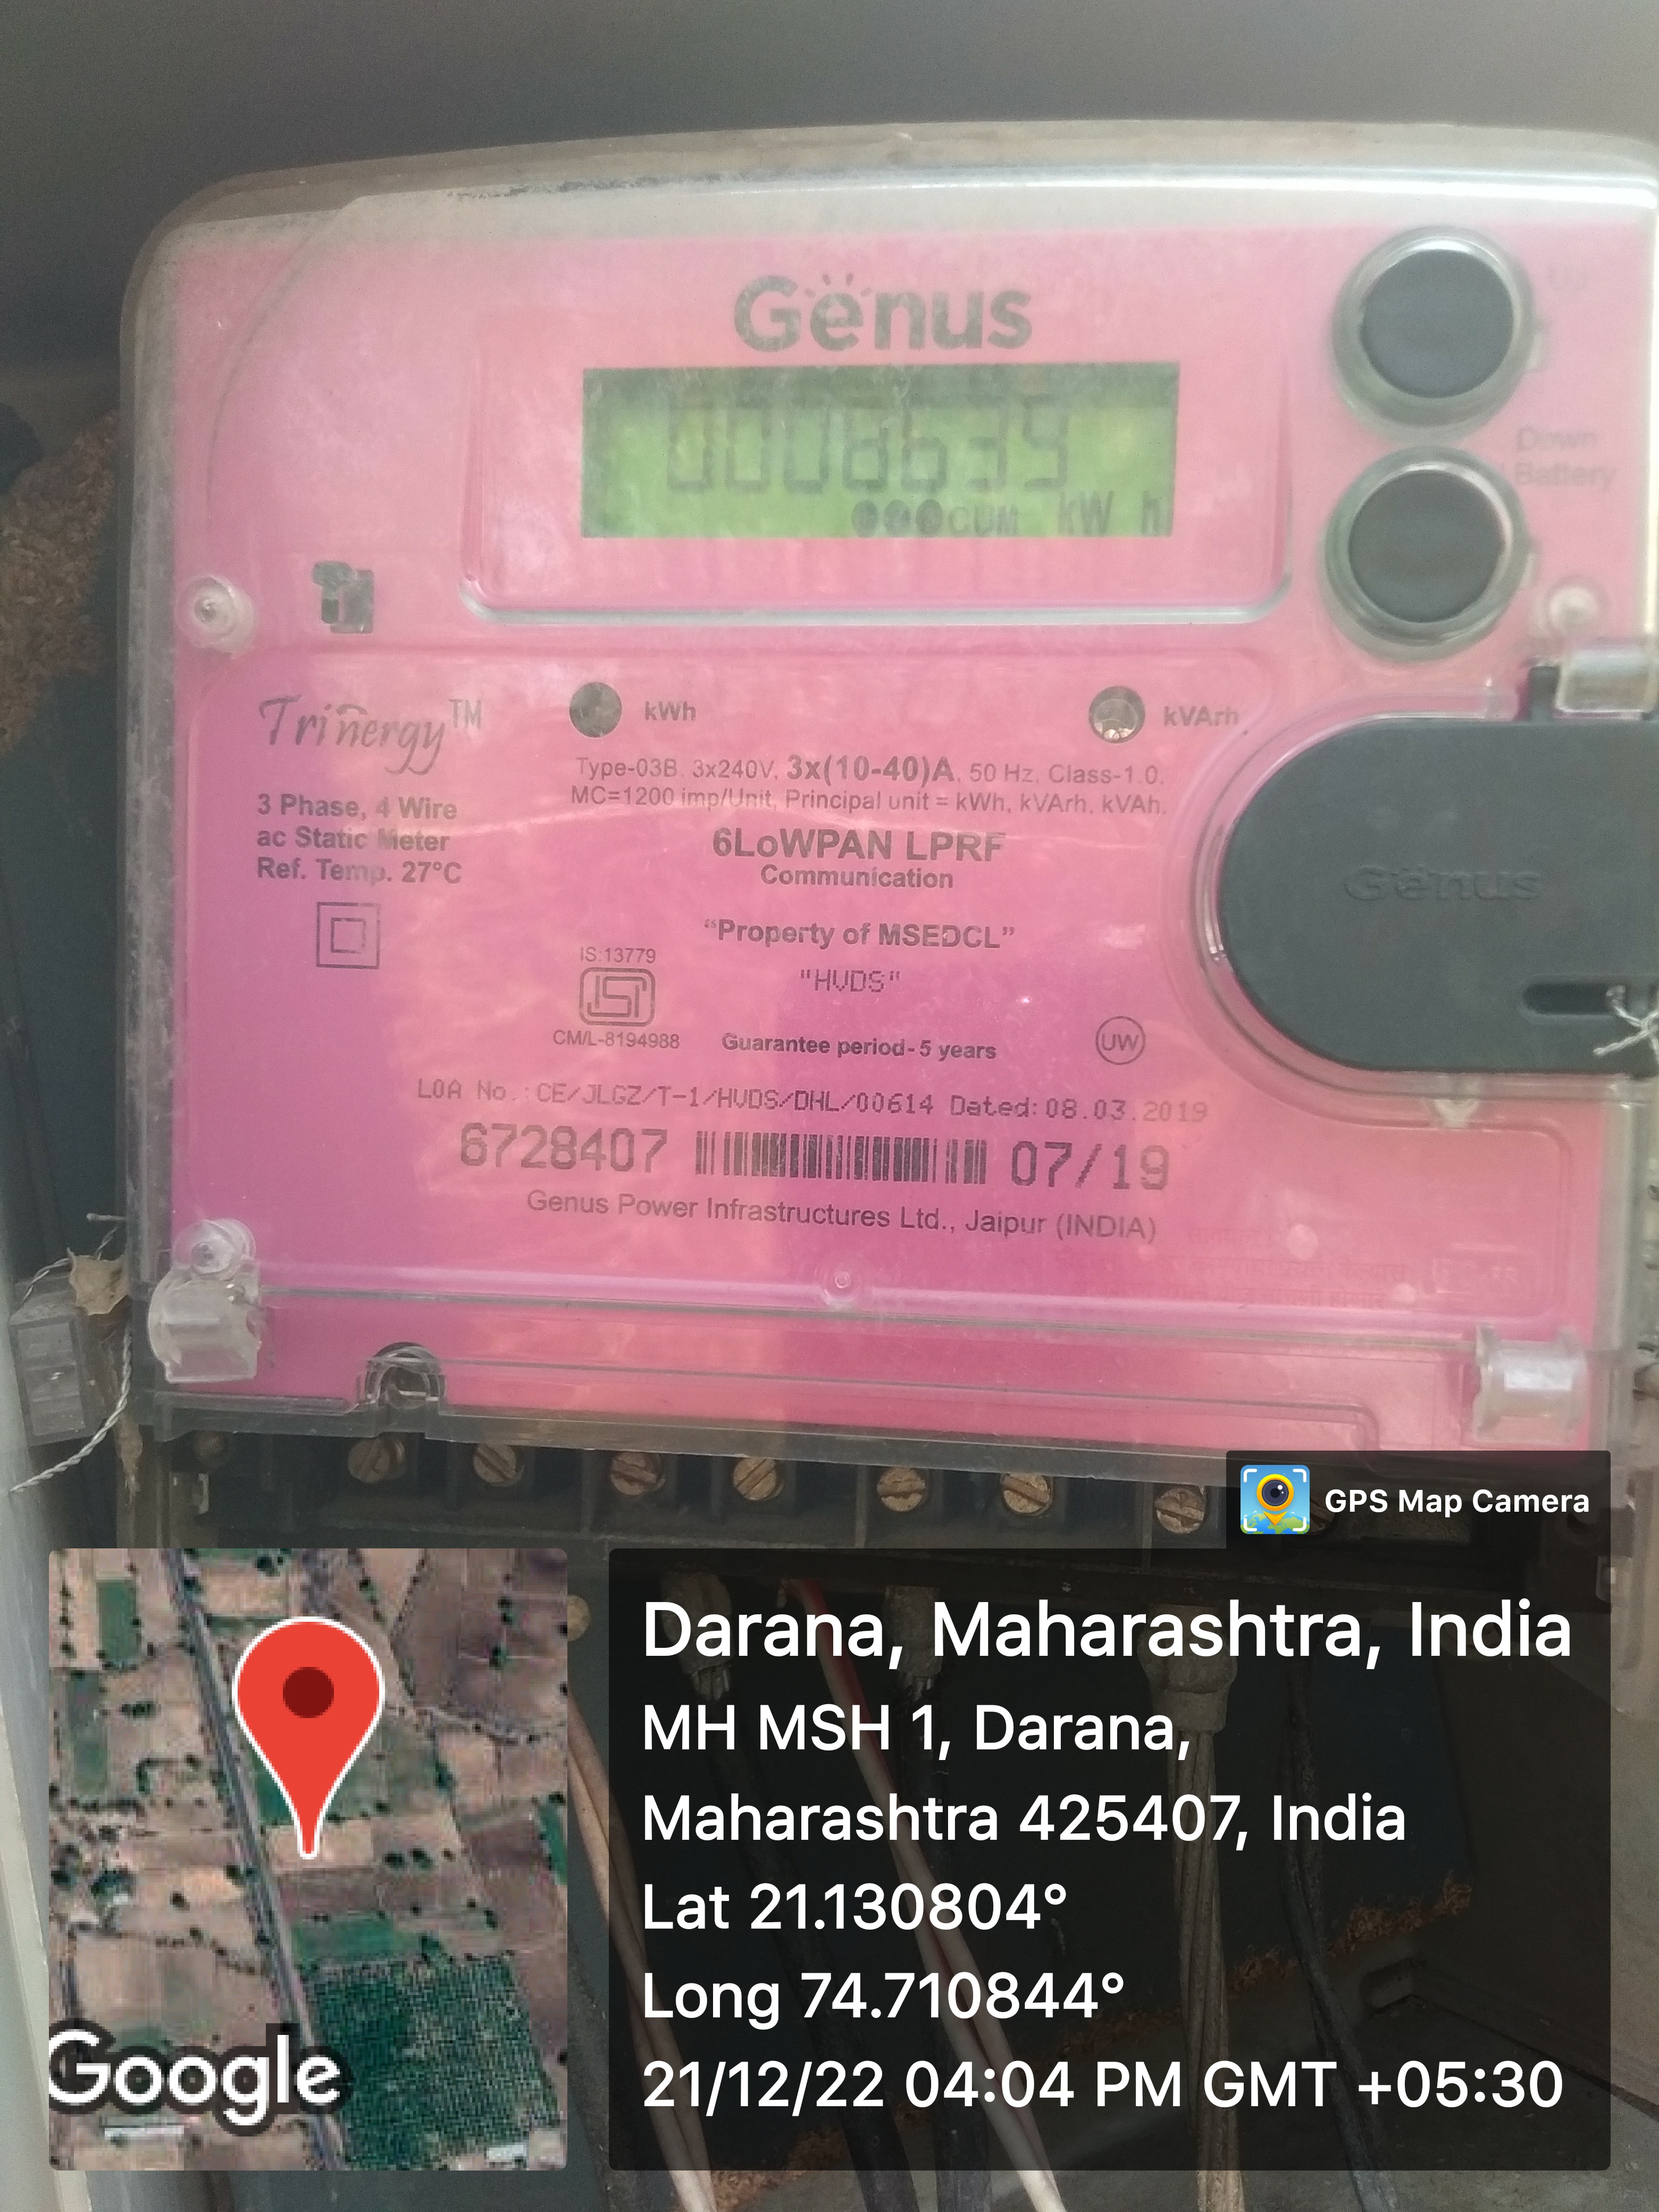 Genus
0008639
CUM kW h
Down
Battery
Trinergy™
kWh
kVArh
Type-03B, 3x240V, 3x(10-40)A, 50 Hz, Class-1.0,
MC=1200 imp/Unit, Principal unit = kWh, kVArh, kVAh.
3 Phase, 4 Wire
ac Static Meter
Ref. Temp. 27°C
6LoWPAN LPRF
Communication
Genus
"Property of MSEDCL"
"HVDS"
IS:13779
ISI
CM/L-8194988
Guarantee period- 5 years
UW
LOA No.:CE/JLGZ/T-1/HVDS/DHL/00614 Dated:08.03.2019
6728407 07/19
Genus Power Infrastructures Ltd., Jaipur (INDIA)
GPS Map Camera
Darana, Maharashtra, India
MH MSH 1, Darana,
Maharashtra 425407, India
Lat 21.130804°
Long 74.710844°
21/12/22 04:04 PM GMT +05:30
Google